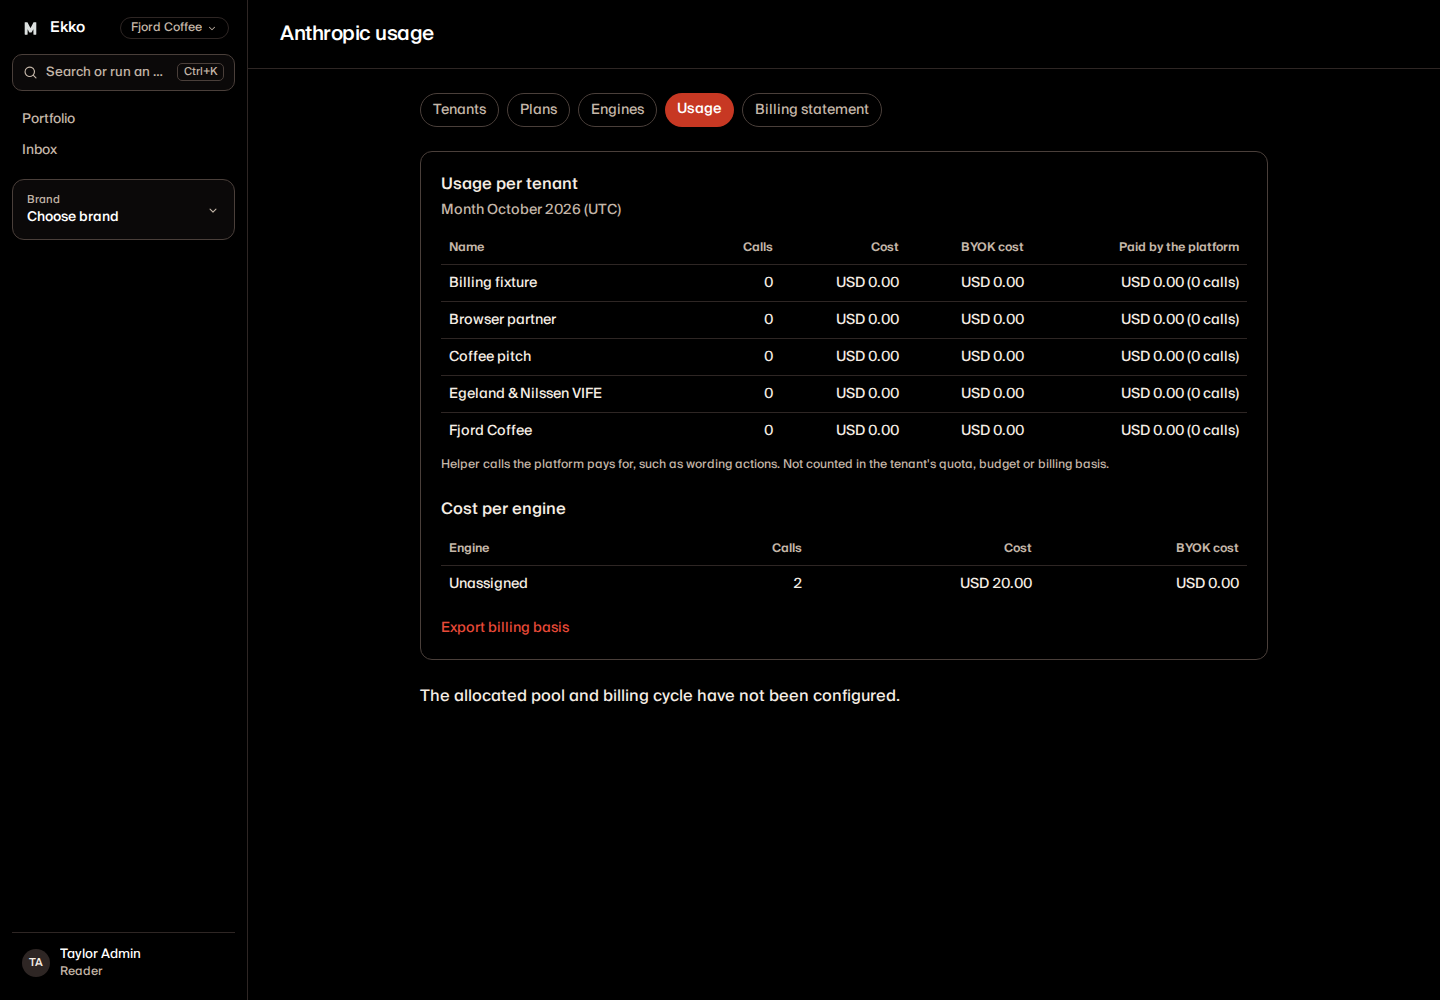 Ekko
Fjord Coffee
Search or run an ...
Ctrl+K
Portfolio
Inbox
Brand
Choose brand
TA
Taylor Admin
Reader
Anthropic usage
Tenants Plans Engines Usage Billing statement
Usage per tenant
Month October 2026 (UTC)
Name Calls Cost BYOK cost Paid by the platform
Billing fixture 0 USD 0.00 USD 0.00 USD 0.00 (0 calls)
Browser partner 0 USD 0.00 USD 0.00 USD 0.00 (0 calls)
Coffee pitch 0 USD 0.00 USD 0.00 USD 0.00 (0 calls)
Egeland & Nilssen VIFE 0 USD 0.00 USD 0.00 USD 0.00 (0 calls)
Fjord Coffee 0 USD 0.00 USD 0.00 USD 0.00 (0 calls)
Helper calls the platform pays for, such as wording actions. Not counted in the tenant's quota, budget or billing basis.
Cost per engine
Engine Calls Cost BYOK cost
Unassigned 2 USD 20.00 USD 0.00
Export billing basis
The allocated pool and billing cycle have not been configured.